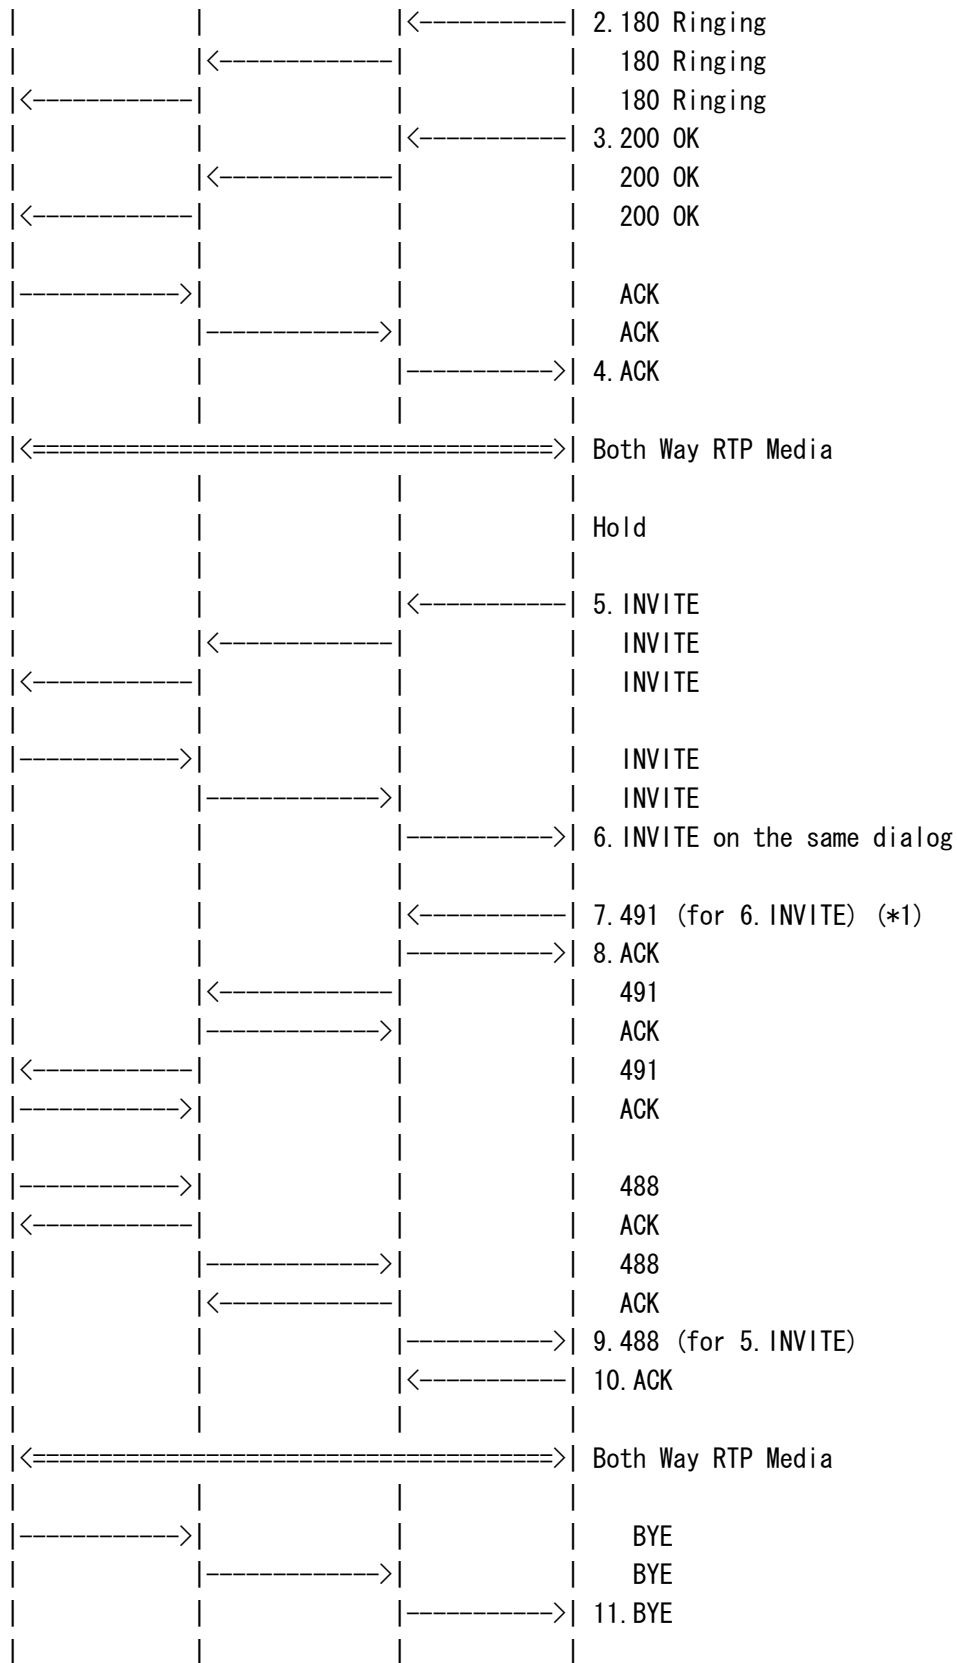 2.180 Ringing
180 Ringing
180 Ringing
3.200 OK
200 OK
200 OK
ACK
ACK
4.ACK
Both Way RTP Media
Hold
5.INVITE
INVITE
INVITE
INVITE
INVITE
6.INVITE on the same dialog
7.491 (for 6.INVITE) (*1)
8.ACK
491
ACK
491
ACK
488
ACK
488
ACK
9.488 (for 5.INVITE)
10.ACK
Both Way RTP Media
BYE
BYE
11.BYE